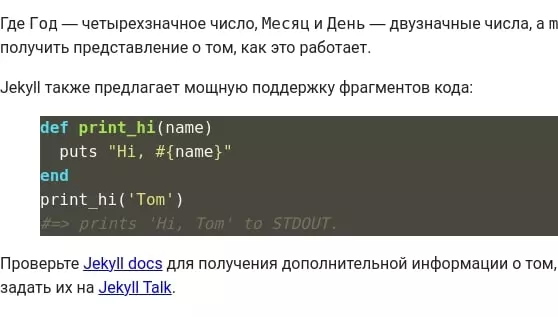 Где Год — четырехзначное число, Месяц и День — двузначные числа, а
получить представление о том, как это работает.
Jekyll также предлагает мощную поддержку фрагментов кода:
def print_hi(name)
  puts "Hi, #{name}"
end
print_hi('Tom')
#=> prints 'Hi, Tom' to STDOUT.
Проверьте Jekyll docs для получения дополнительной информации о том,
задать их на Jekyll Talk.